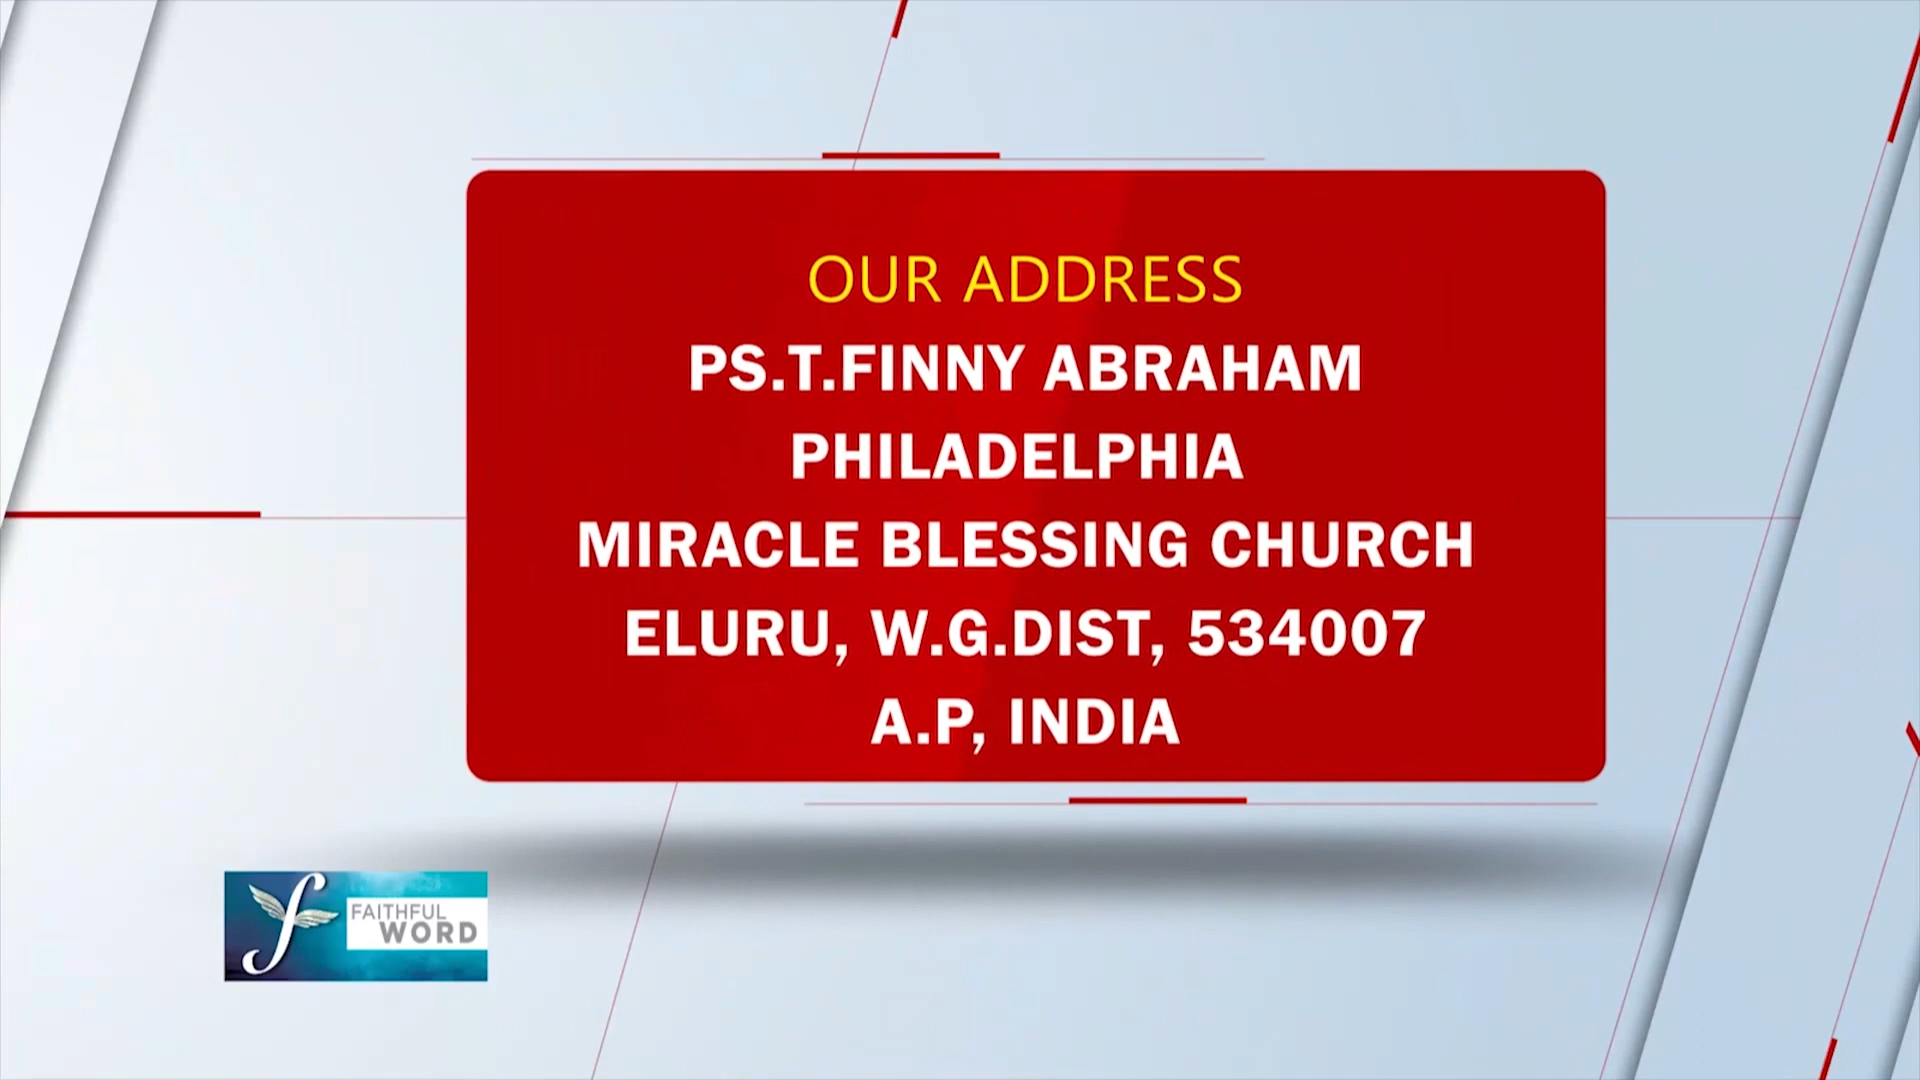 OUR ADDRESS
PS.T.FINNY ABRAHAM
PHILADELPHIA
MIRACLE BLESSING CHURCH
ELURU, W.G.DIST, 534007
A.P, INDIA
f
FAITHFUL
WORD